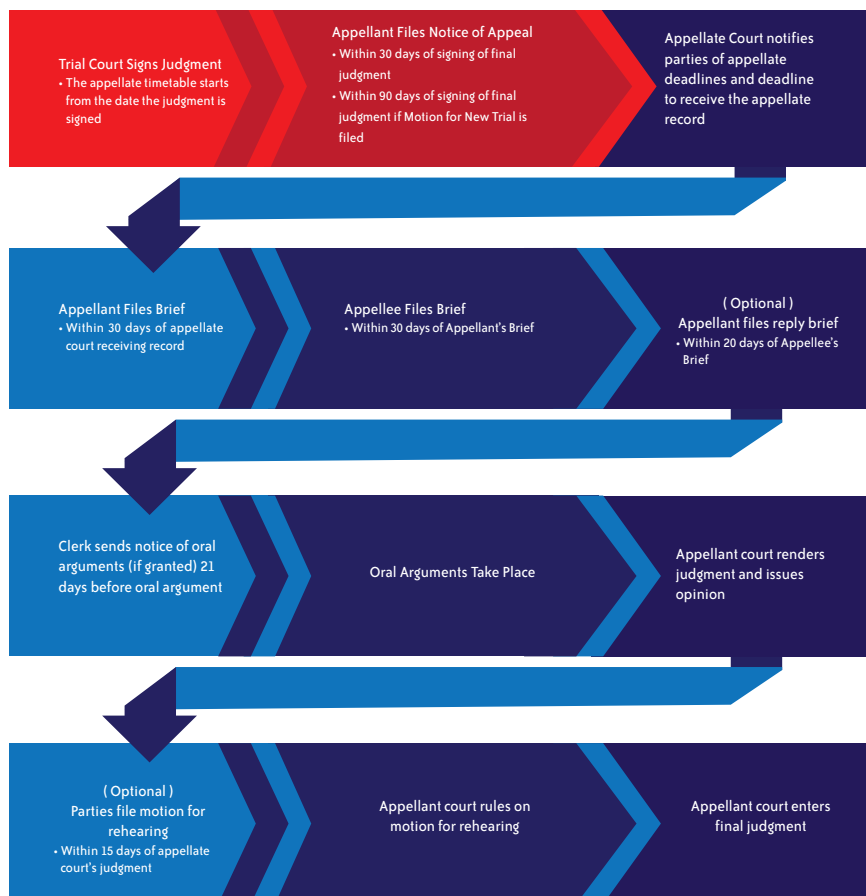 Trial Court Signs Judgment
• The appellate timetable starts
from the date the judgment is
signed
Appellant Files Notice of Appeal
• Within 30 days of signing of final
judgment
• Within 90 days of signing of final
judgment if Motion for New Trial is
filed
Appellate Court notifies
parties of appellate
deadlines and deadline
to receive the appellate
record
Appellant Files Brief
• Within 30 days of appellate
court receiving record
Appellee Files Brief
• Within 30 days of Appellant's Brief
( Optional )
Appellant files reply brief
• Within 20 days of Appellee's
Brief
Clerk sends notice of oral
arguments (if granted) 21
days before oral argument
Oral Arguments Take Place
Appellant court renders
judgment and issues
opinion
( Optional )
Parties file motion for
rehearing
• Within 15 days of appellate
court's judgment
Appellant court rules on
motion for rehearing
Appellant court enters
final judgment